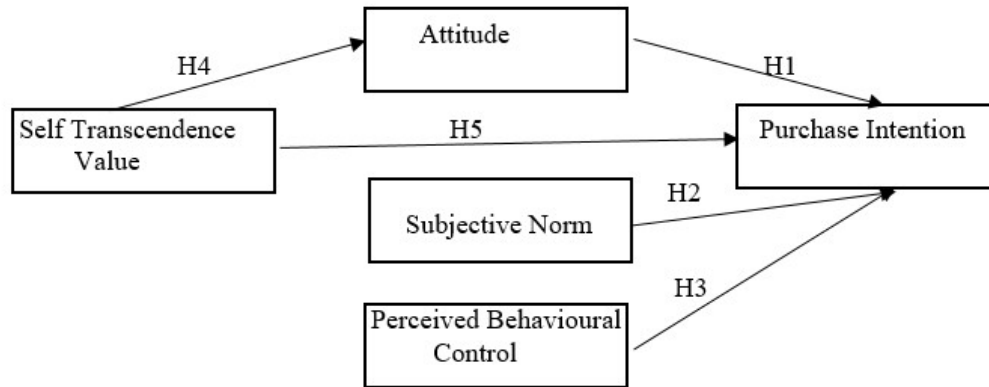 Attitude
H4
H1
Self Transcendence
Value
H5
Purchase Intention
H2
Subjective Norm
H3
Perceived Behavioural
Control